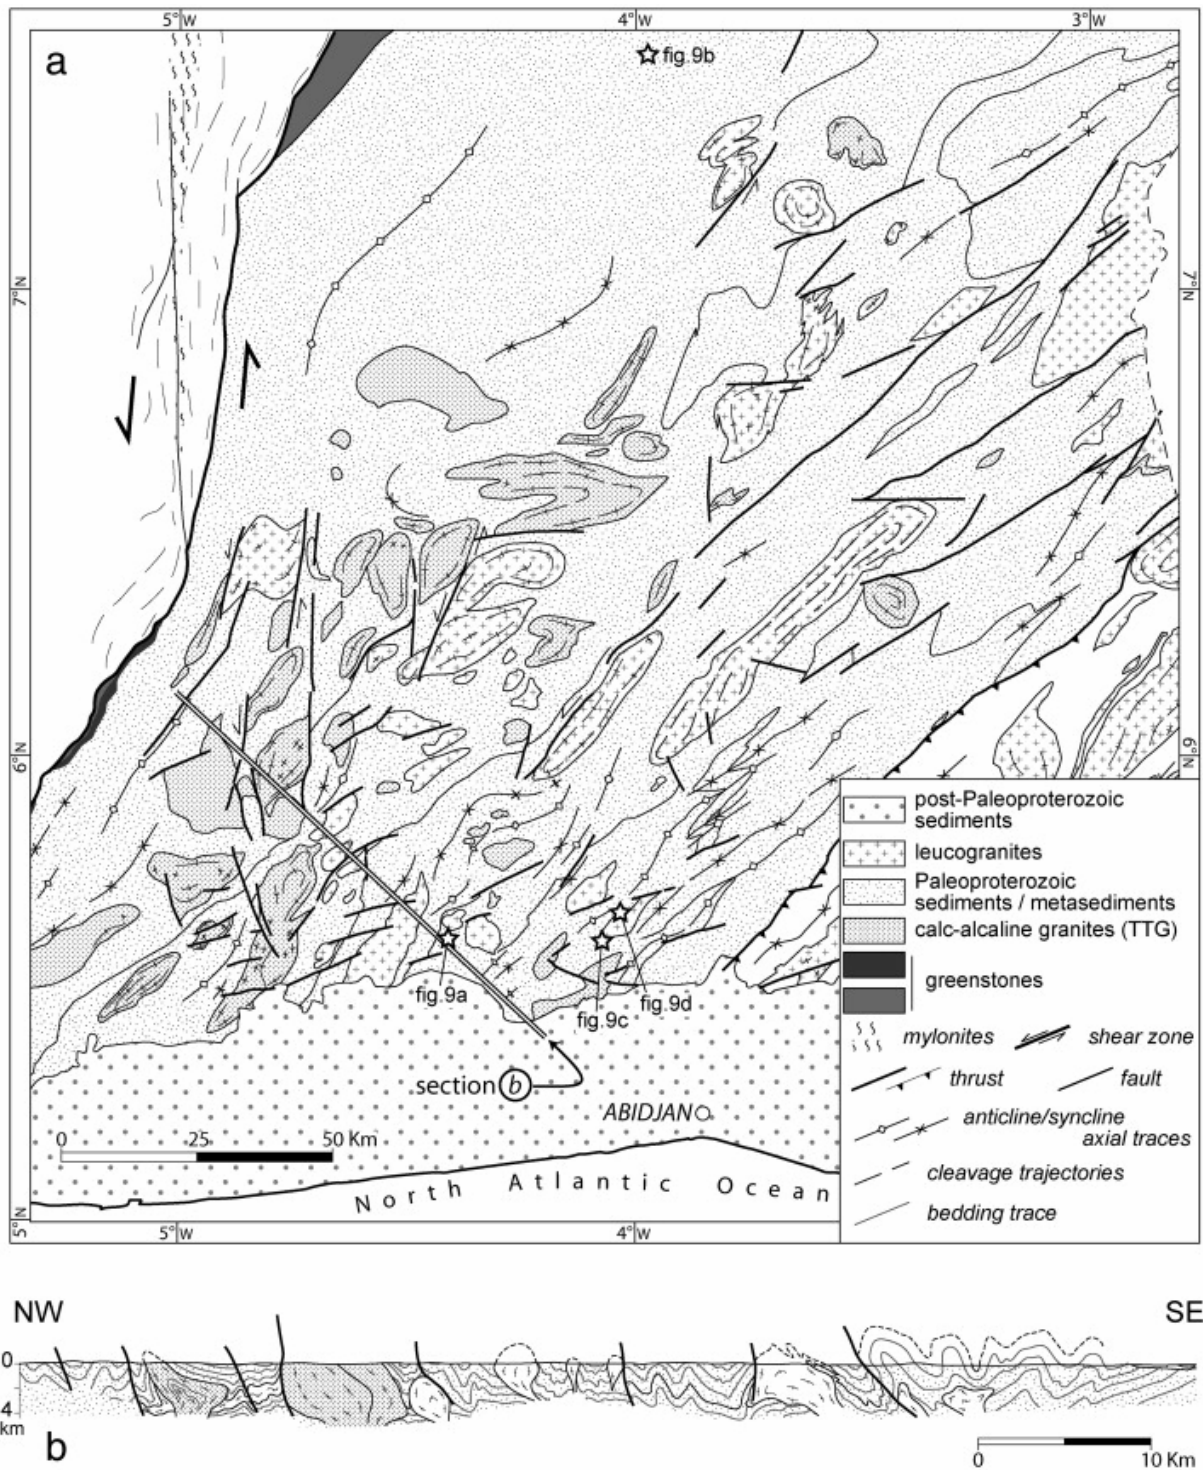 5°W
4°W
3°W
a
fig.9b
7°N
7°N
6°N
6°N
post-Paleoproterozoic
sediments
leucogranites
Paleoproterozoic
sediments / metasediments
calc-alcaline granites (TTG)
greenstones
mylonites
shear zone
thrust
fault
anticline/syncline
axial traces
cleavage trajectories
bedding trace
fig.9a
fig.9c
fig.9d
section b
ABIDJAN
0 25 50 Km
North Atlantic Ocean
5°N
5°W
4°W
NW
SE
0
4
km
b
0 10 Km